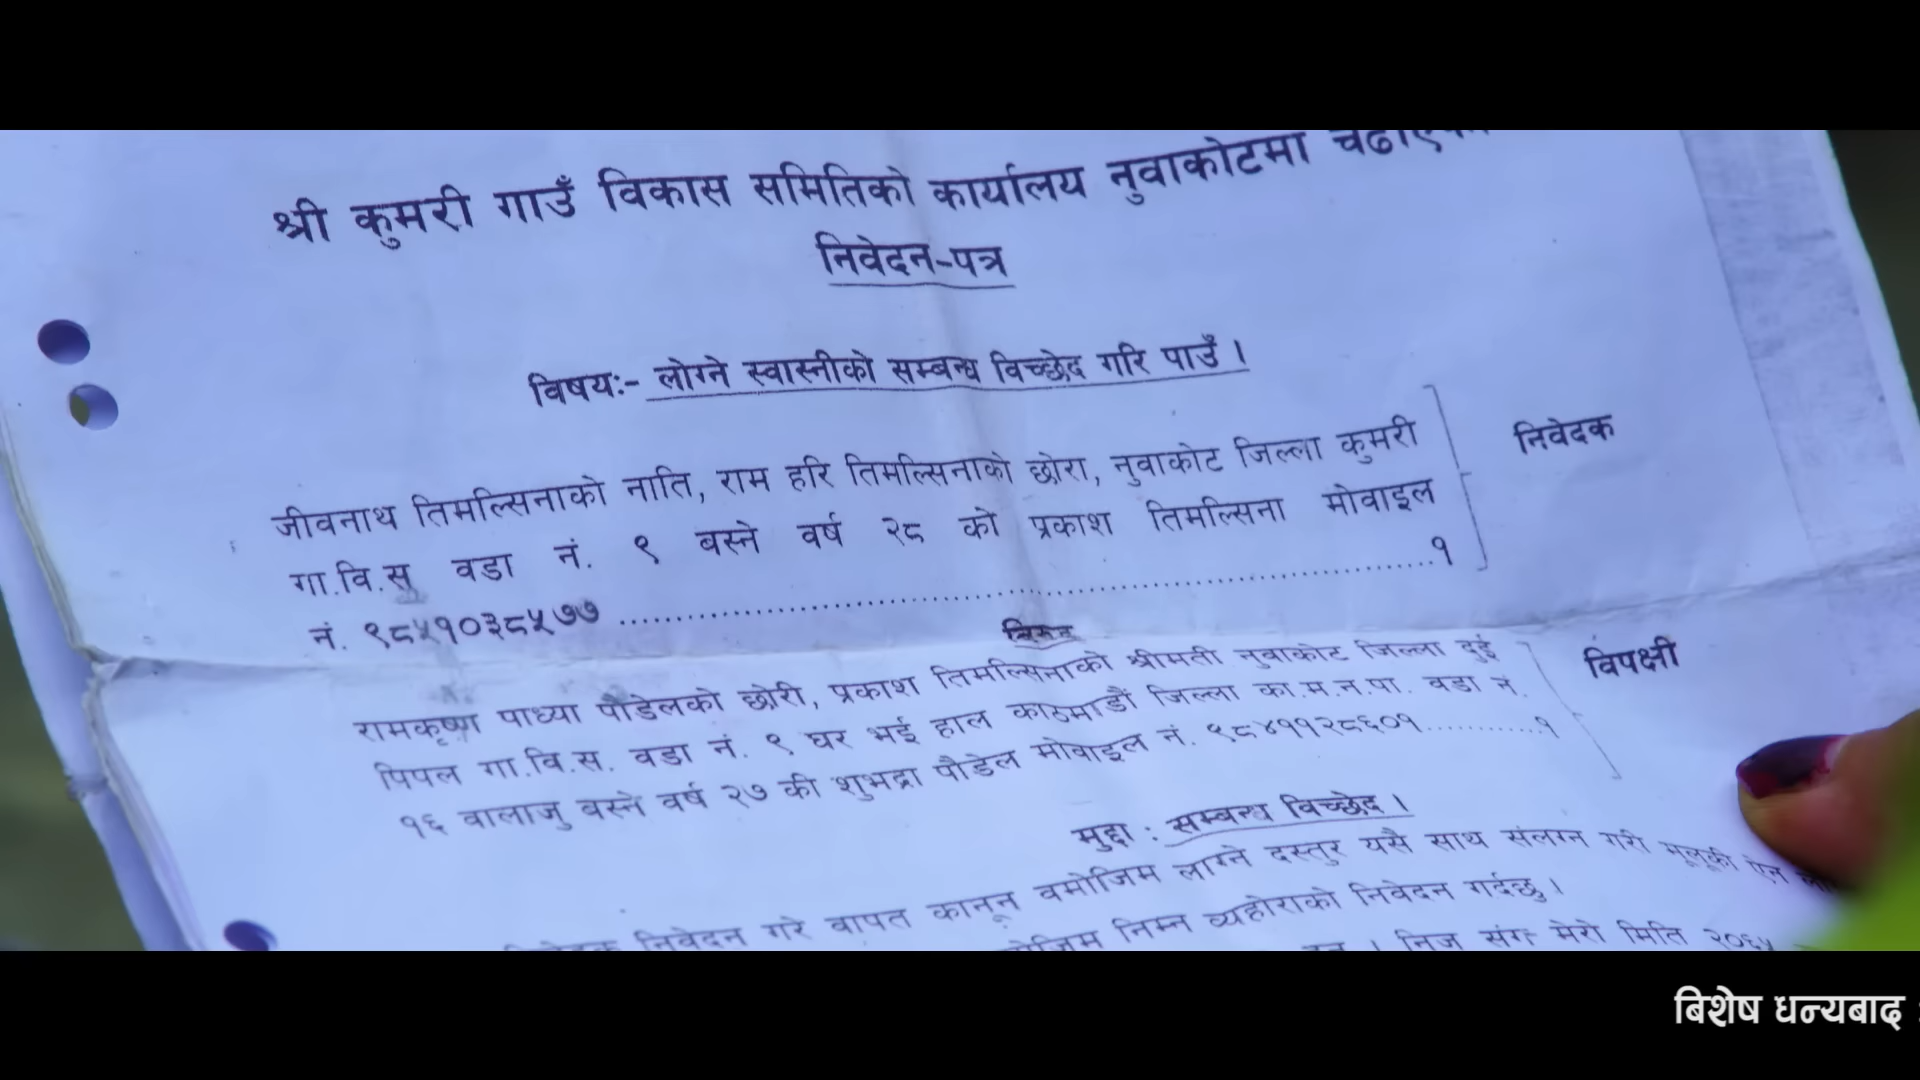 श्री कुमरी गाउँ विकास समितिको कार्यालय नुवाकोटमा
निवेदन-पत्र
विषय:- लोग्ने स्वास्नीको सम्बन्ध विच्छेद गरि पाउँ ।
जीवनाथ तिमल्सिनाको नाति, राम हरि तिमल्सिनाको छोरा, नुवाकोट जिल्ला कुमरी
निवेदक
गा.वि.स वडा नं. ९ बस्ने वर्ष २८ को प्रकाश तिमल्सिना मोवाइल
नं. ९८५१०३८५७७ ........................१
बिरुद्द
रामकृष्ण पाध्या पौडेलको छोरी, प्रकाश तिमल्सिनाको श्रीमती नुवाकोट जिल्ला दुई
विपक्षी
पिपल गा.वि.स. वडा नं. ९ घर भई हाल काठमाडौं जिल्ला का.म.न.पा. वडा नं.
१६ वालाजु बस्ने वर्ष २७ की शुभद्रा पौडेल मोवाइल नं. ९८४११२८६०१............१
मुद्दा : सम्बन्ध विच्छेद ।
निवेदन गरे वापत कानून वमोजिम लाग्ने दस्तुर यसै साथ संलग्न गरी मूलूकी ऐन
निम्न व्यहोराको निवेदन गर्दछु ।
। निज संग मेरो मिति
बिशेष धन्यबाद